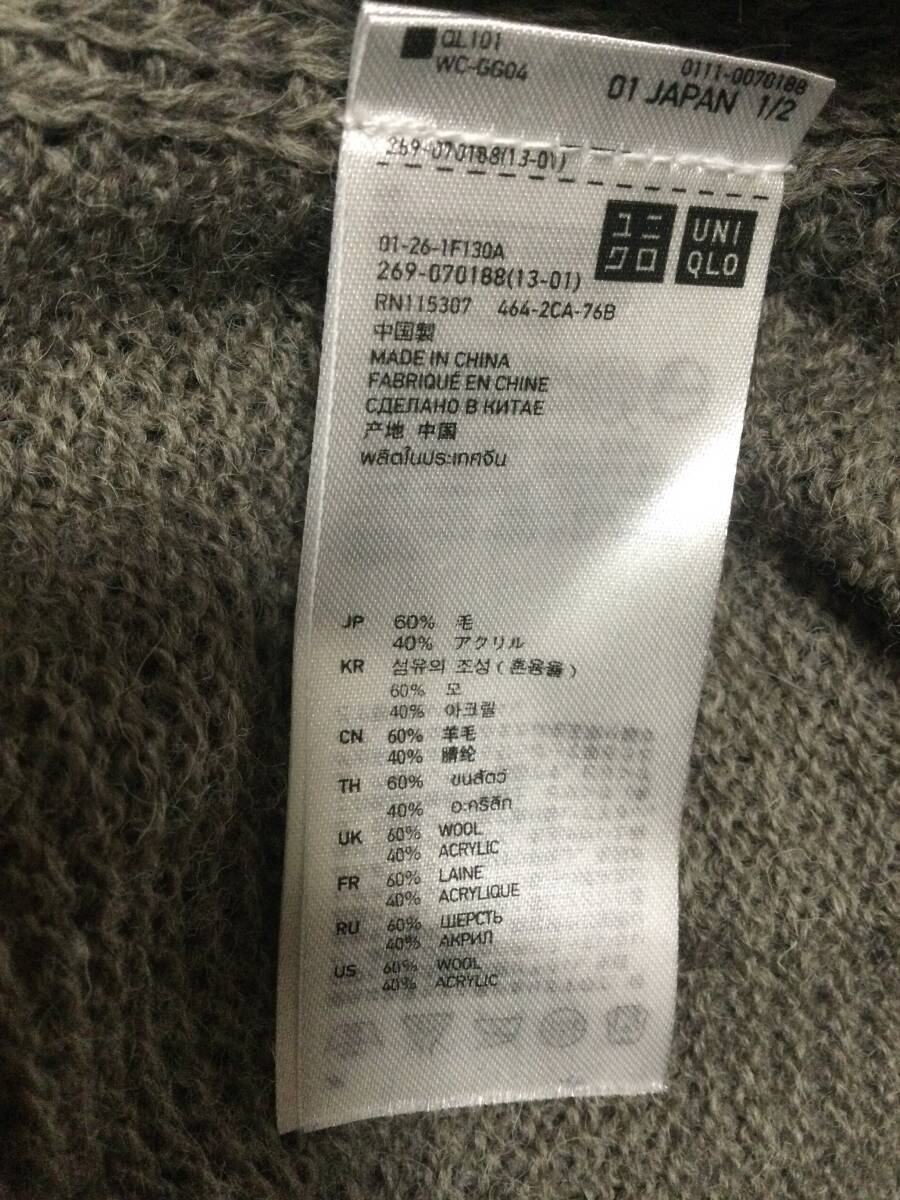 QL101
WC-GG04
0111-0070188
01 JAPAN 1/2
269-070188(13-01)
ユニクロ
UNIQLO
01-26-1F130A
269-070188(13-01)
RN115307 464-2CA-76B
中国製
MADE IN CHINA
FABRIQUÉ EN CHINE
СДЕЛАНО В КИТАЕ
产地 中国
ผลิตในประเทศจีน
JP 60% 毛
40% アクリル
KR 섬유의 조성(혼용율)
60% 모
40% 아크릴
CN 60% 羊毛
40% 腈纶
TH 60% ขนสัตว์
40% อะคริลิก
UK 60% WOOL
40% ACRYLIC
FR 60% LAINE
40% ACRYLIQUE
RU 60% ШЕРСТЬ
40% АКРИЛ
US 60% WOOL
40% ACRYLIC